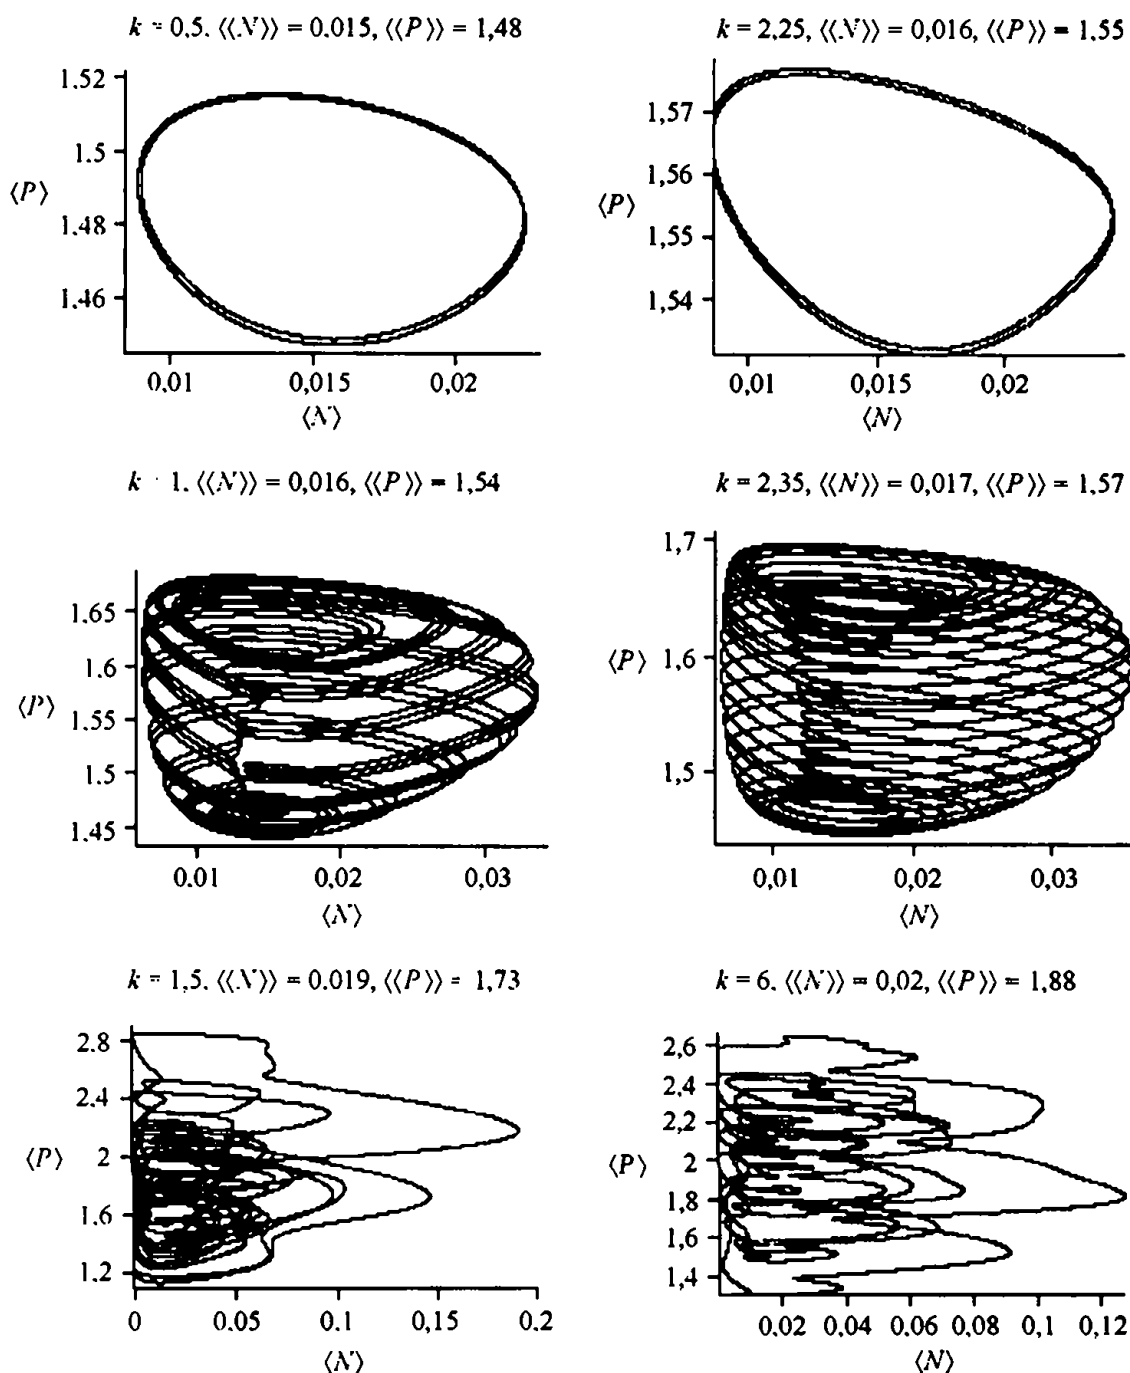 k = 0,5. ⟨⟨N⟩⟩ = 0.015, ⟨⟨P⟩⟩ = 1,48
1.52
1.5
⟨P⟩
1.48
1.46
0,01 0,015 0,02
⟨N⟩
k = 2,25, ⟨⟨N⟩⟩ = 0,016, ⟨⟨P⟩⟩ = 1,55
1,57
1,56
⟨P⟩
1,55
1,54
0,01 0,015 0,02
⟨N⟩
k = 1. ⟨⟨N⟩⟩ = 0,016, ⟨⟨P⟩⟩ = 1,54
1.65
1.6
⟨P⟩
1.55
1.5
1.45
0.01 0,02 0,03
⟨N⟩
k = 2,35, ⟨⟨N⟩⟩ = 0,017, ⟨⟨P⟩⟩ = 1,57
1,7
⟨P⟩
1,6
1,5
0,01 0,02 0,03
⟨N⟩
k = 1,5. ⟨⟨N⟩⟩ = 0.019, ⟨⟨P⟩⟩ = 1,73
2.8
2.4
⟨P⟩
2
1.6
1.2
0 0.05 0.1 0,15 0,2
⟨N⟩
k = 6. ⟨⟨N⟩⟩ = 0,02, ⟨⟨P⟩⟩ = 1,88
2,6
2.4
2,2
⟨P⟩
2
1,8
1,6
1,4
0.02 0.04 0.06 0,08 0,1 0,12
⟨N⟩